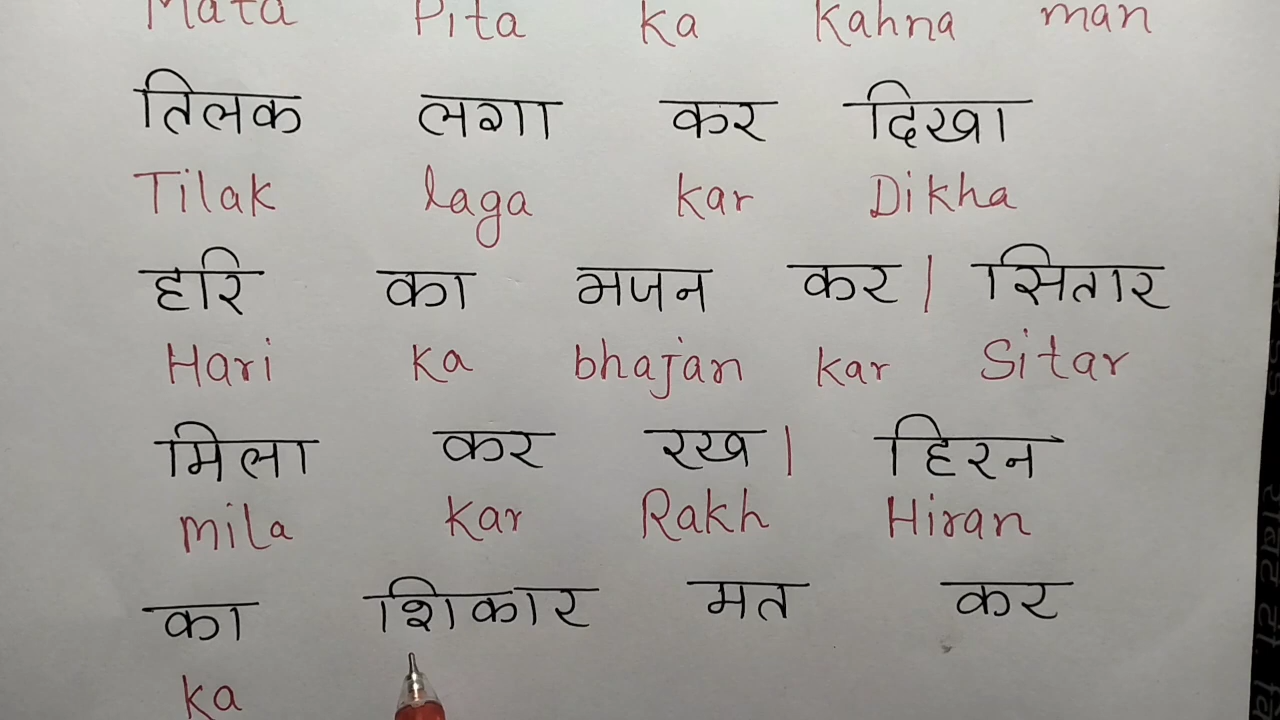 Mata Pita ka Kahna man
तिलक लगा कर दिखा
Tilak laga kar Dikha
हरि का भजन कर| सितार
Hari ka bhajan kar Sitar
मिला कर रख| हिरन
mila kar Rakh Hiran
का शिकार मत कर
ka